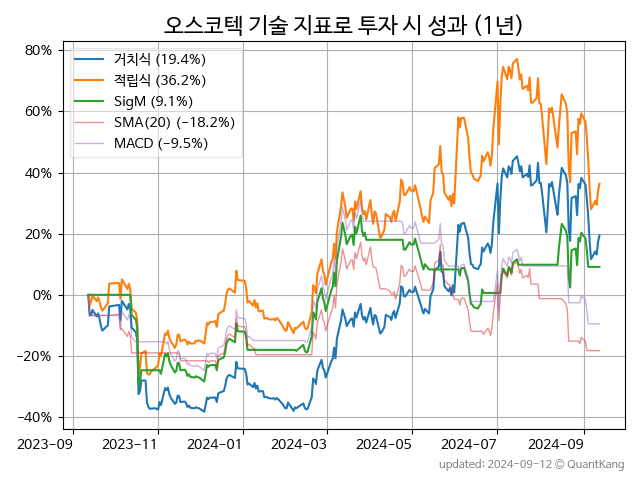 오스코텍 기술 지표로 투자 시 성과 (1년)
80%
60%
40%
20%
0%
−20%
−40%
거치식 (19.4%)
적립식 (36.2%)
SigM (9.1%)
SMA(20) (−18.2%)
MACD (−9.5%)
2023-09
2023-11
2024-01
2024-03
2024-05
2024-07
2024-09
updated: 2024-09-12 © QuantKang